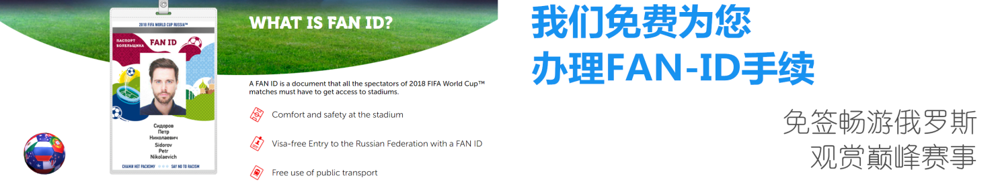 2018 FIFA WORLD CUP RUSSIA™
ПАСПОРТ
БОЛЕЛЬЩИКА
FAN ID
Сидоров
Петр
Николаевич
Sidorov
Petr
Nikolaevich
СКАЖИ НЕТ РАСИЗМУ
SAY NO TO RACISM
WHAT IS FAN ID?
A FAN ID is a document that all the spectators of 2018 FIFA World Cup™
matches must have to get access to stadiums.
Comfort and safety at the stadium
Visa-free Entry to the Russian Federation with a FAN ID
Free use of public transport
我们免费为您
办理FAN-ID手续
免签畅游俄罗斯
观赏巅峰赛事